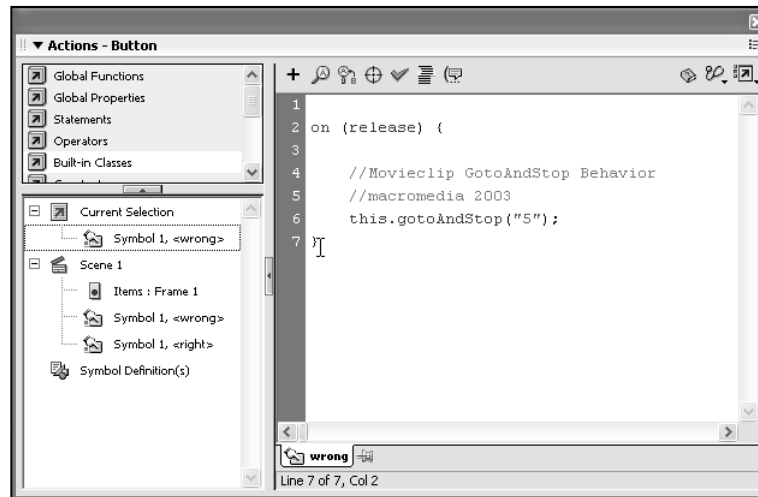 Actions - Button
Global Functions
Global Properties
Statements
Operators
Built-in Classes
Current Selection
Symbol 1, <wrong>
Scene 1
Items : Frame 1
Symbol 1, <wrong>
Symbol 1, <right>
Symbol Definition(s)
1
2 on (release) {
3
4 //Movieclip GotoAndStop Behavior
5 //macromedia 2003
6 this.gotoAndStop("5");
7 }
wrong
Line 7 of 7, Col 2